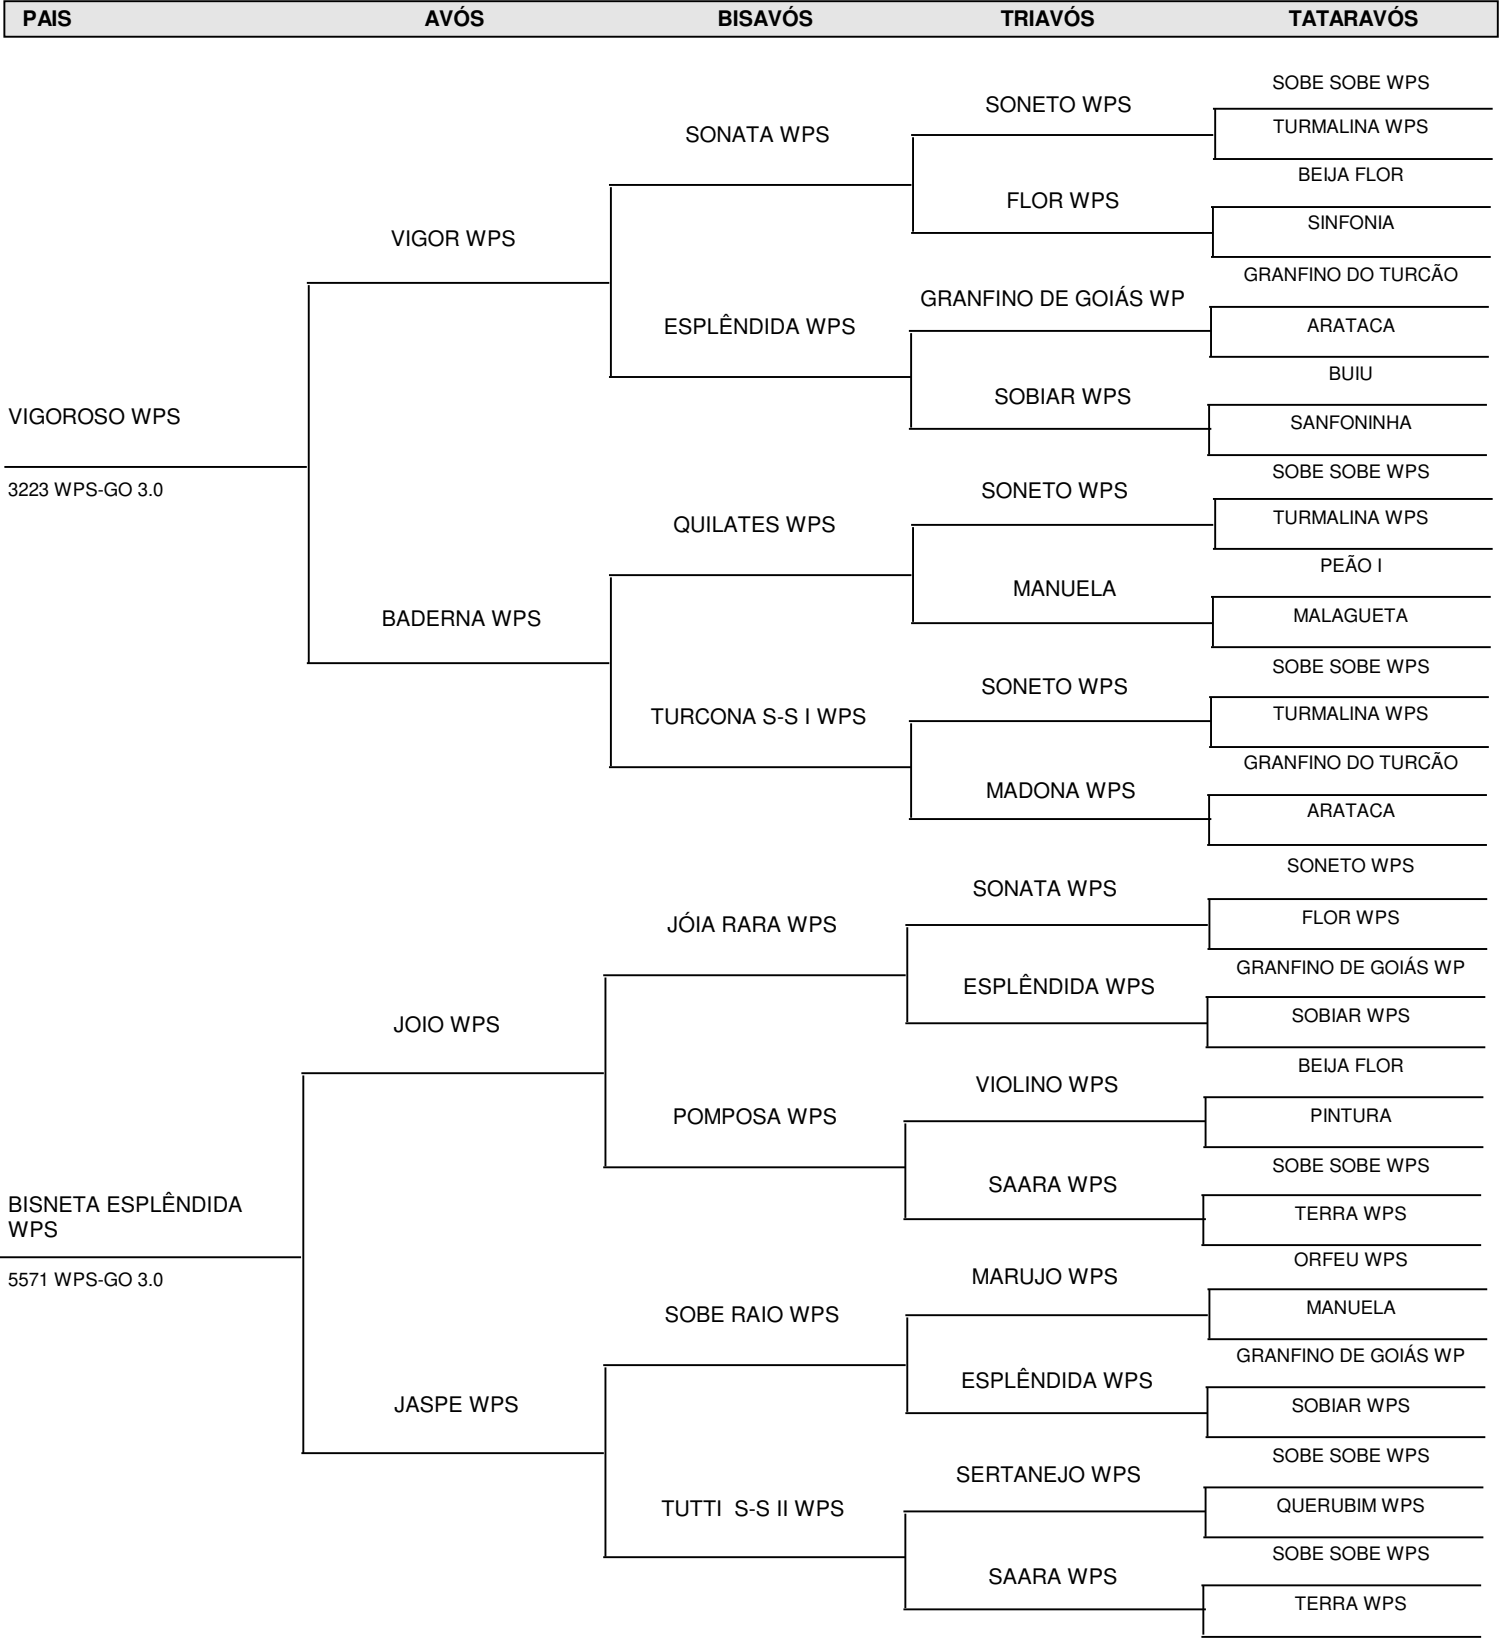 PAIS AVÓS BISAVÓS TRIAVÓS TATARAVÓS
SOBE SOBE WPS
SONETO WPS
TURMALINA WPS
SONATA WPS
BEIJA FLOR
FLOR WPS
SINFONIA
VIGOR WPS
GRANFINO DO TURCÃO
GRANFINO DE GOIÁS WP
ARATACA
ESPLÊNDIDA WPS
BUIU
SOBIAR WPS
SANFONINHA
VIGOROSO WPS
3223 WPS-GO 3.0
SOBE SOBE WPS
SONETO WPS
TURMALINA WPS
QUILATES WPS
PEÃO I
MANUELA
MALAGUETA
BADERNA WPS
SOBE SOBE WPS
SONETO WPS
TURMALINA WPS
TURCONA S-S I WPS
GRANFINO DO TURCÃO
MADONA WPS
ARATACA
SONETO WPS
SONATA WPS
FLOR WPS
JÓIA RARA WPS
GRANFINO DE GOIÁS WP
ESPLÊNDIDA WPS
SOBIAR WPS
JOIO WPS
BEIJA FLOR
VIOLINO WPS
PINTURA
POMPOSA WPS
SOBE SOBE WPS
SAARA WPS
TERRA WPS
BISNETA ESPLÊNDIDA
WPS
5571 WPS-GO 3.0
ORFEU WPS
MARUJO WPS
MANUELA
SOBE RAIO WPS
GRANFINO DE GOIÁS WP
ESPLÊNDIDA WPS
SOBIAR WPS
JASPE WPS
SOBE SOBE WPS
SERTANEJO WPS
QUERUBIM WPS
TUTTI S-S II WPS
SOBE SOBE WPS
SAARA WPS
TERRA WPS